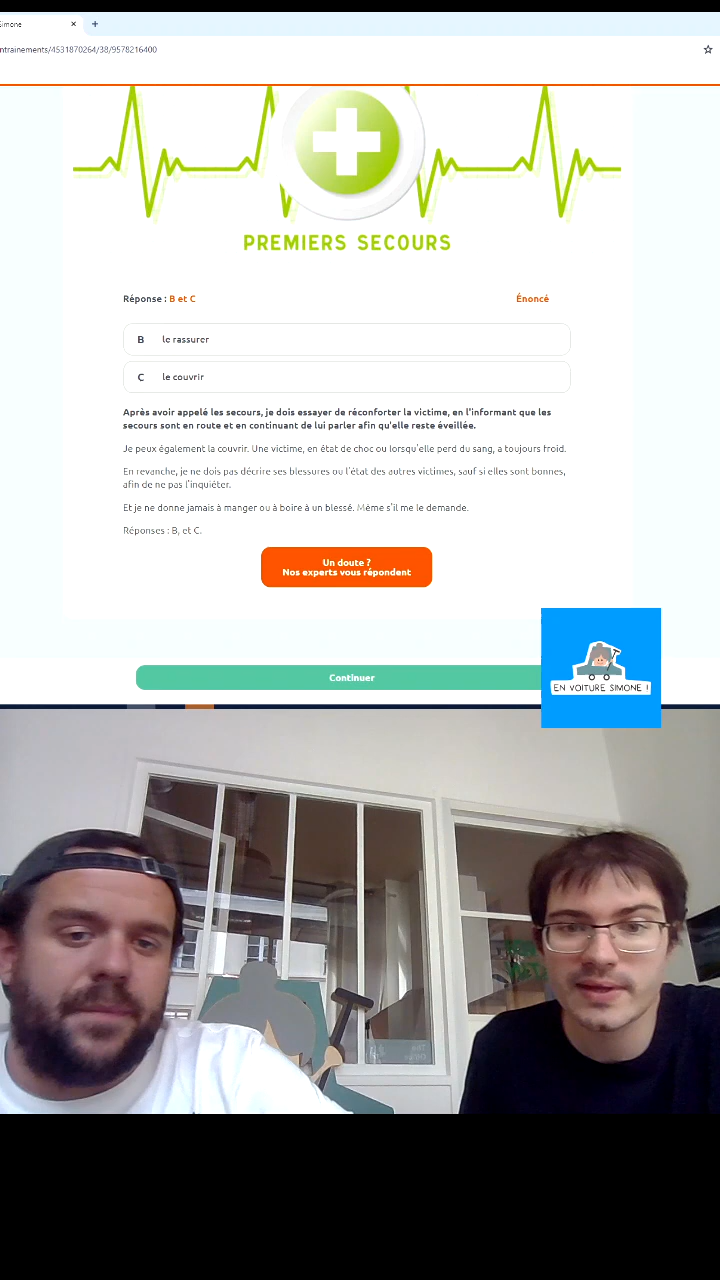 Simone
ntrainements/4531870264/38/9578216400
PREMIERS SECOURS
Réponse : B et C
Énoncé
B le rassurer
C le couvrir
Après avoir appelé les secours, je dois essayer de réconforter la victime, en l'informant que les
secours sont en route et en continuant de lui parler afin qu'elle reste éveillée.
Je peux également la couvrir. Une victime, en état de choc ou lorsqu'elle perd du sang, a toujours froid.
En revanche, je ne dois pas décrire ses blessures ou l'état des autres victimes, sauf si elles sont bonnes,
afin de ne pas l'inquiéter.
Et je ne donne jamais à manger ou à boire à un blessé. Même s'il me le demande.
Réponses : B, et C.
Un doute ?
Nos experts vous répondent
Continuer
EN VOITURE SIMONE !